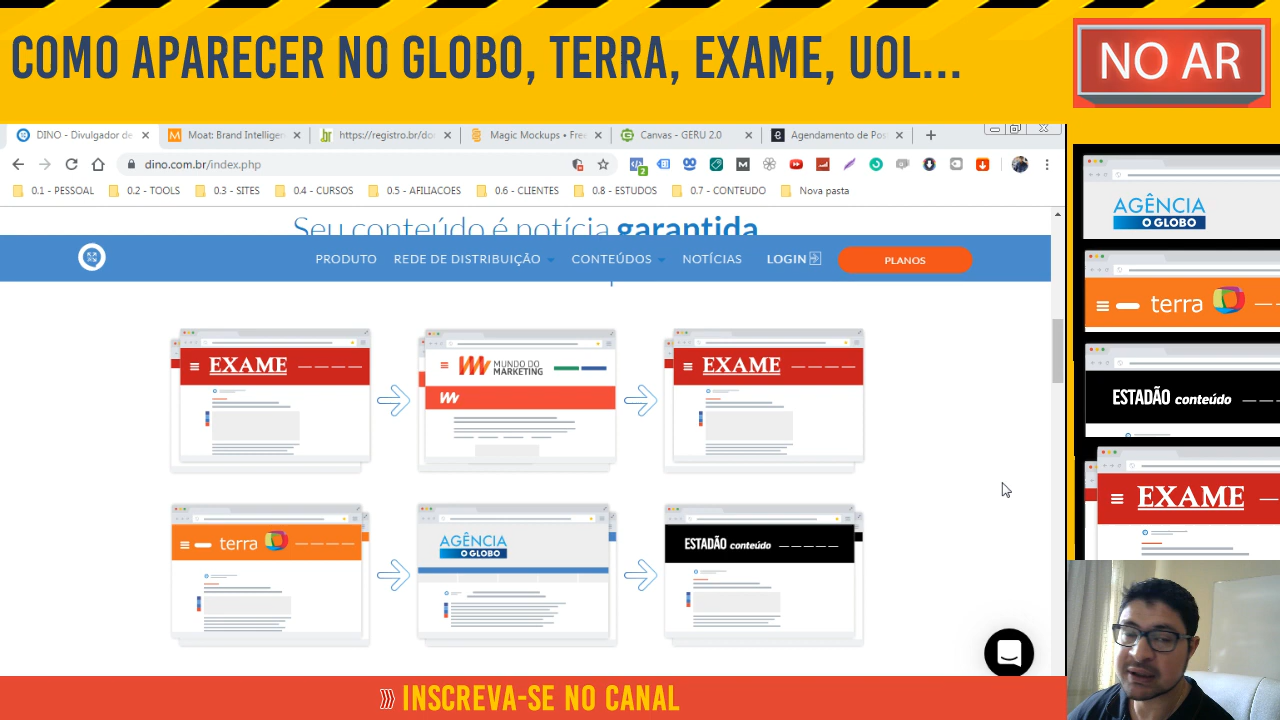 COMO APARECER NO GLOBO, TERRA, EXAME, UOL...
NO AR
DINO - Divulgador de
Moat: Brand Intelligen
https://registro.br/do
Magic Mockups • Fre
Canvas - GERU 2.0
Agendamento de Pos
dino.com.br/index.php
2
0.1 - PESSOAL
0.2 - TOOLS
0.3 - SITES
0.4 - CURSOS
0.5 - AFILIACOES
0.6 - CLIENTES
0.8 - ESTUDOS
0.7 - CONTEUDO
Nova pasta
Seu conteúdo é notícia garantida
PRODUTO
REDE DE DISTRIBUIÇÃO
CONTEÚDOS
NOTÍCIAS
LOGIN
PLANOS
EXAME
MUNDO DO
MARKETING
EXAME
terra
AGÊNCIA
O GLOBO
ESTADÃO conteúdo
AGÊNCIA
O GLOBO
terra
ESTADÃO conteúdo
EXAME
INSCREVA-SE NO CANAL